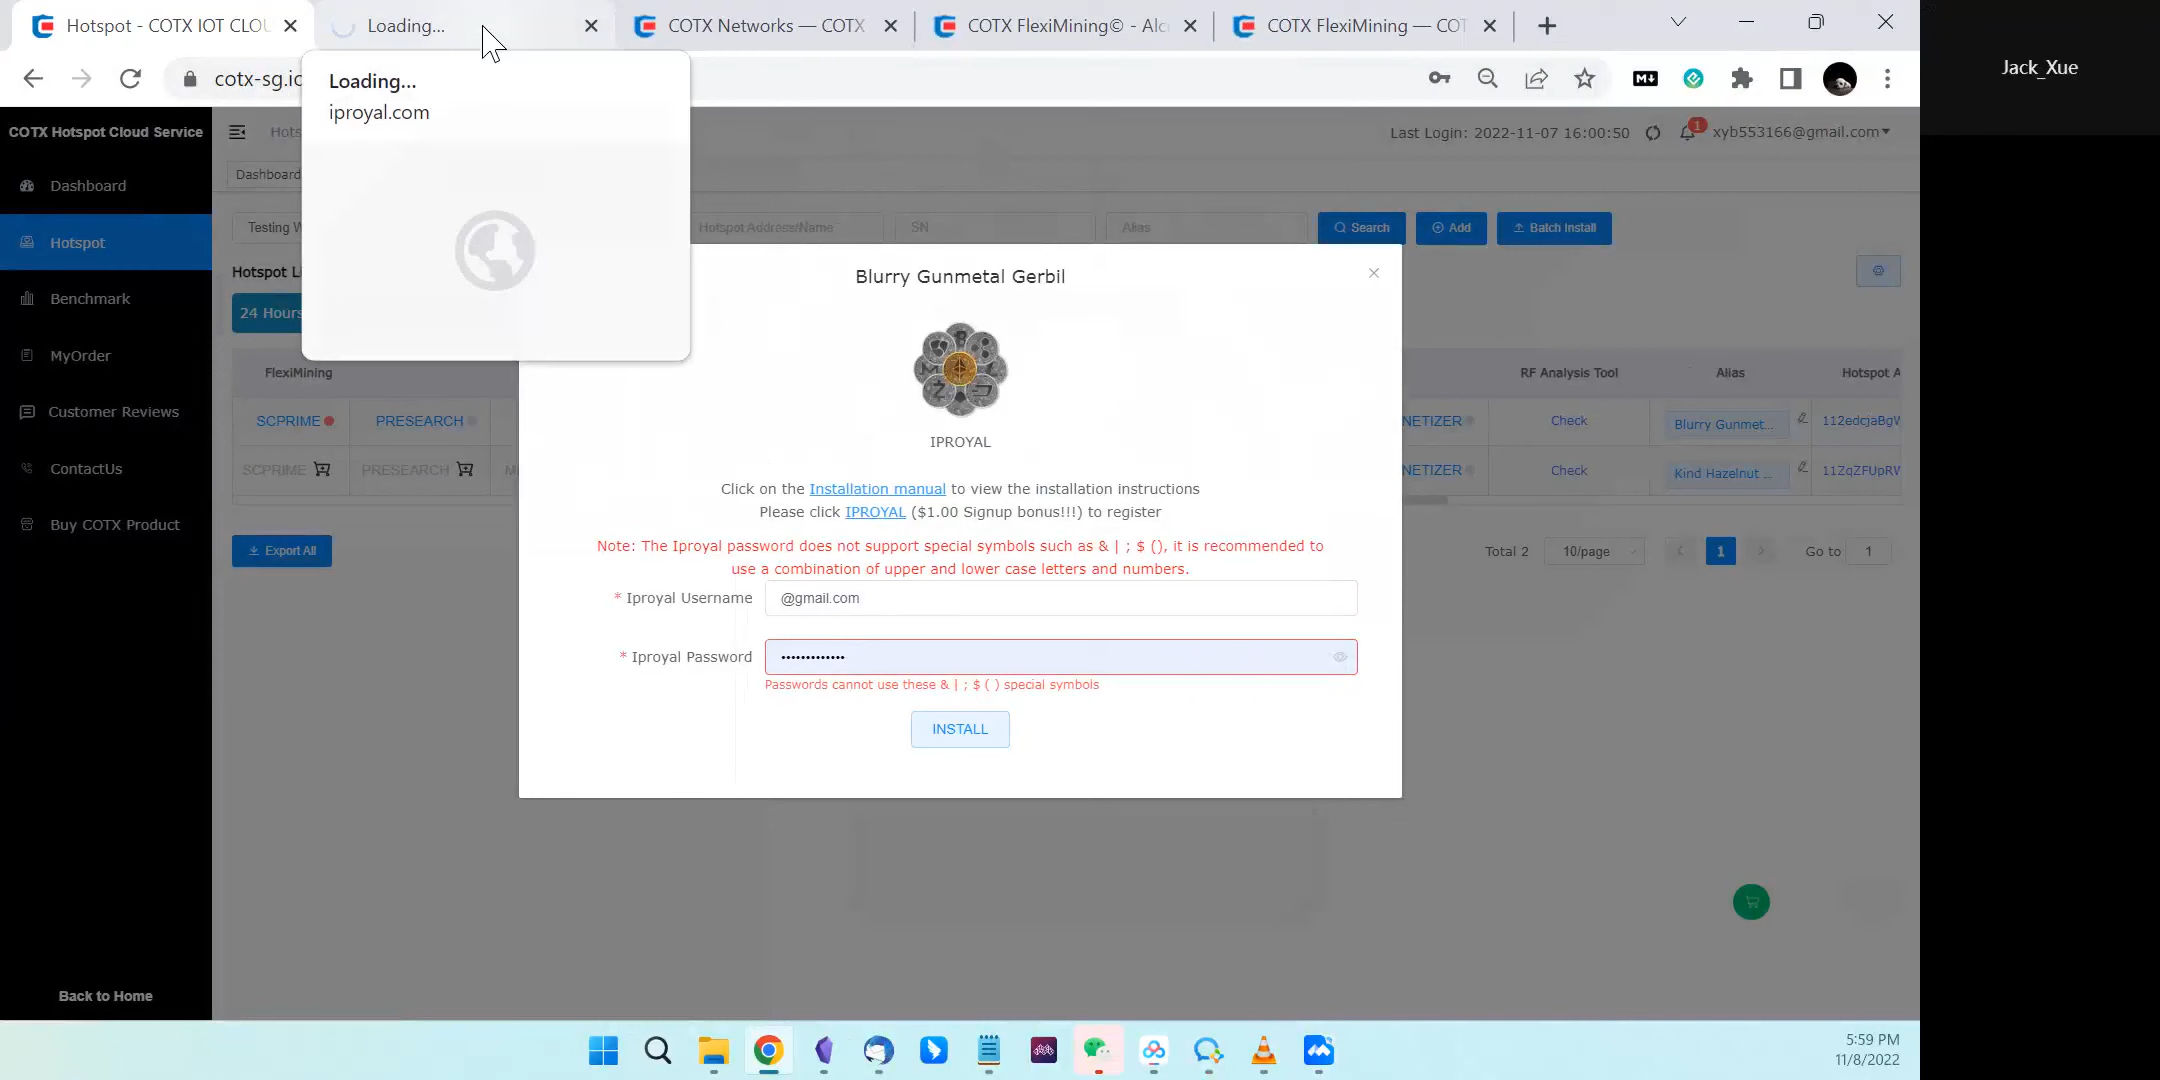 Hotspot - COTX IOT CLOU
Loading...
COTX Networks — COTX
COTX FlexiMining© - Alc
COTX FlexiMining — COT
cotx-sg.ic
Loading...
iproyal.com
Jack_Xue
COTX Hotspot Cloud Service
Hots
Last Login: 2022-11-07 16:00:50
1
xyb553166@gmail.com
Dashboard
Hotspot
Benchmark
MyOrder
Customer Reviews
ContactUs
Buy COTX Product
Back to Home
Dashboard
Testing W
Hotspot Address/Name
SN
Alias
Search
Add
Batch Install
Hotspot L
24 Hours
FlexiMining
RF Analysis Tool
Alias
Hotspot A
SCPRIME
PRESEARCH
NETIZER
Check
Blurry Gunmet...
112edcjaBgW
SCPRIME
PRESEARCH
M
NETIZER
Check
Kind Hazelnut ...
11ZqZFUpRW
Export All
Total 2
10/page
1
Go to
1
Blurry Gunmetal Gerbil
IPROYAL
Click on the Installation manual to view the installation instructions
Please click IPROYAL ($1.00 Signup bonus!!!) to register
Note: The Iproyal password does not support special symbols such as & | ; $ (), it is recommended to
use a combination of upper and lower case letters and numbers.
* Iproyal Username
@gmail.com
* Iproyal Password
•••••••••••••
Passwords cannot use these & | ; $ ( ) special symbols
INSTALL
5:59 PM
11/8/2022